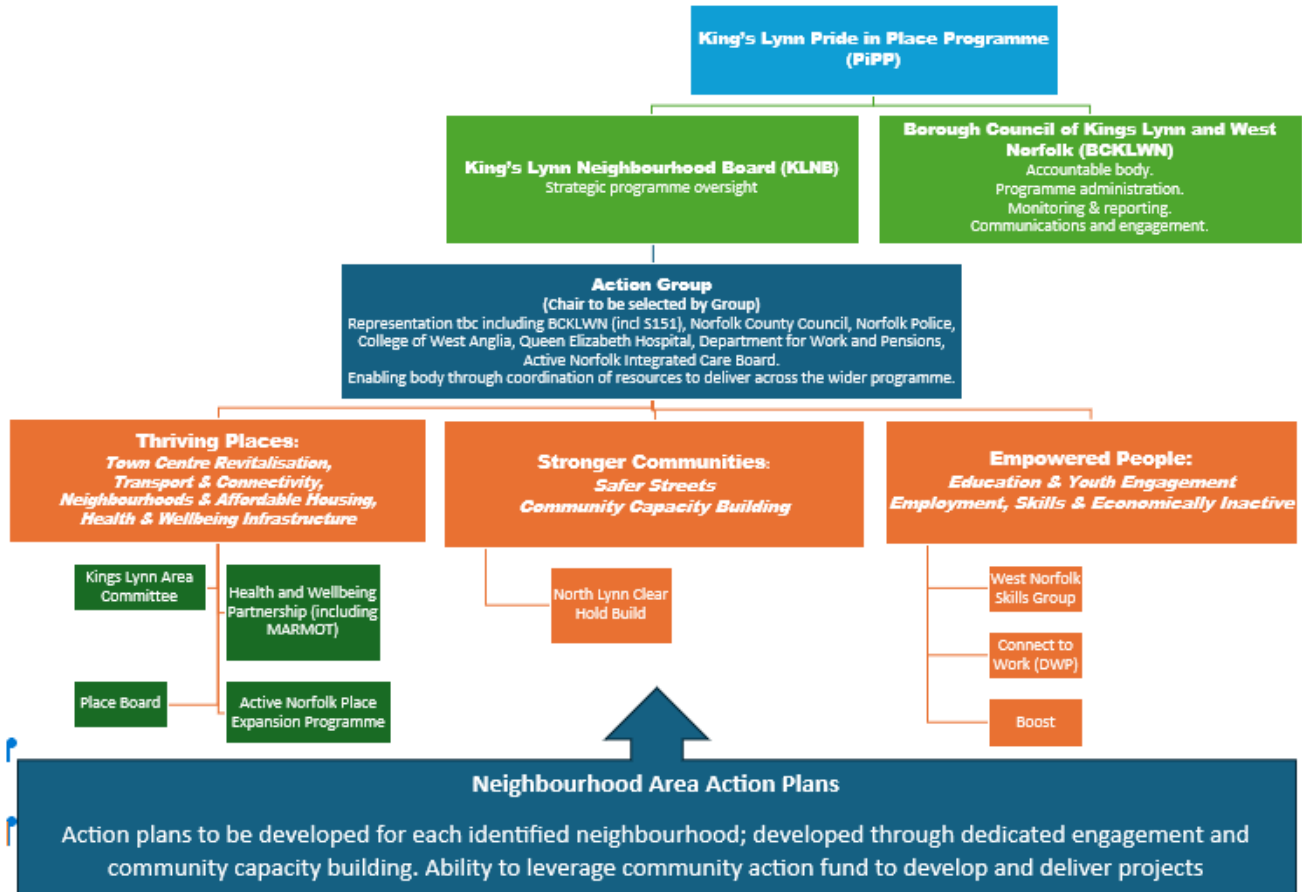 King's Lynn Pride in Place Programme
(PiPP)
King's Lynn Neighbourhood Board (KLNB)
Strategic programme oversight
Borough Council of Kings Lynn and West
Norfolk (BCKLWN)
Accountable body.
Programme administration.
Monitoring & reporting.
Communications and engagement.
Action Group
(Chair to be selected by Group)
Representation tbc including BCKLWN (incl S151), Norfolk County Council, Norfolk Police,
College of West Anglia, Queen Elizabeth Hospital, Department for Work and Pensions,
Active Norfolk Integrated Care Board.
Enabling body through coordination of resources to deliver across the wider programme.
Thriving Places:
Town Centre Revitalisation,
Transport & Connectivity,
Neighbourhoods & Affordable Housing,
Health & Wellbeing Infrastructure
Stronger Communities:
Safer Streets
Community Capacity Building
Empowered People:
Education & Youth Engagement
Employment, Skills & Economically Inactive
Kings Lynn Area
Committee
Health and Wellbeing
Partnership (including
MARMOT)
Place Board
Active Norfolk Place
Expansion Programme
North Lynn Clear
Hold Build
West Norfolk
Skills Group
Connect to
Work (DWP)
Boost
Neighbourhood Area Action Plans
Action plans to be developed for each identified neighbourhood; developed through dedicated engagement and
community capacity building. Ability to leverage community action fund to develop and deliver projects